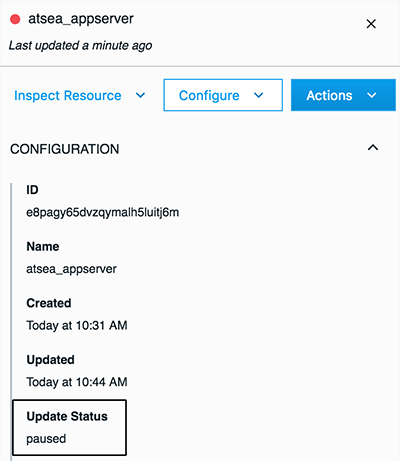 atsea_appserver
Last updated a minute ago
Inspect Resource
Configure
Actions
CONFIGURATION
ID
e8pagy65dvzqymalh5luitj6m
Name
atsea_appserver
Created
Today at 10:31 AM
Updated
Today at 10:44 AM
Update Status
paused